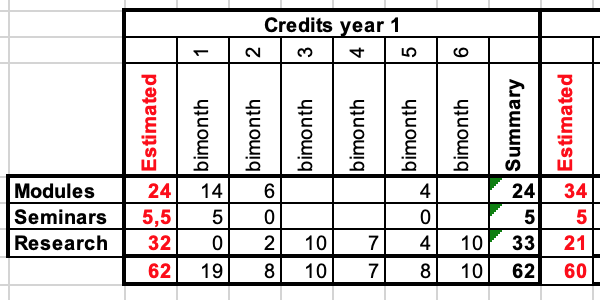 Credits year 1
1 2 3 4 5 6
Estimated bimonth bimonth bimonth bimonth bimonth bimonth Summary Estimated
Modules 24 14 6 4 24 34
Seminars 5,5 5 0 0 5 5
Research 32 0 2 10 7 4 10 33 21
62 19 8 10 7 8 10 62 60